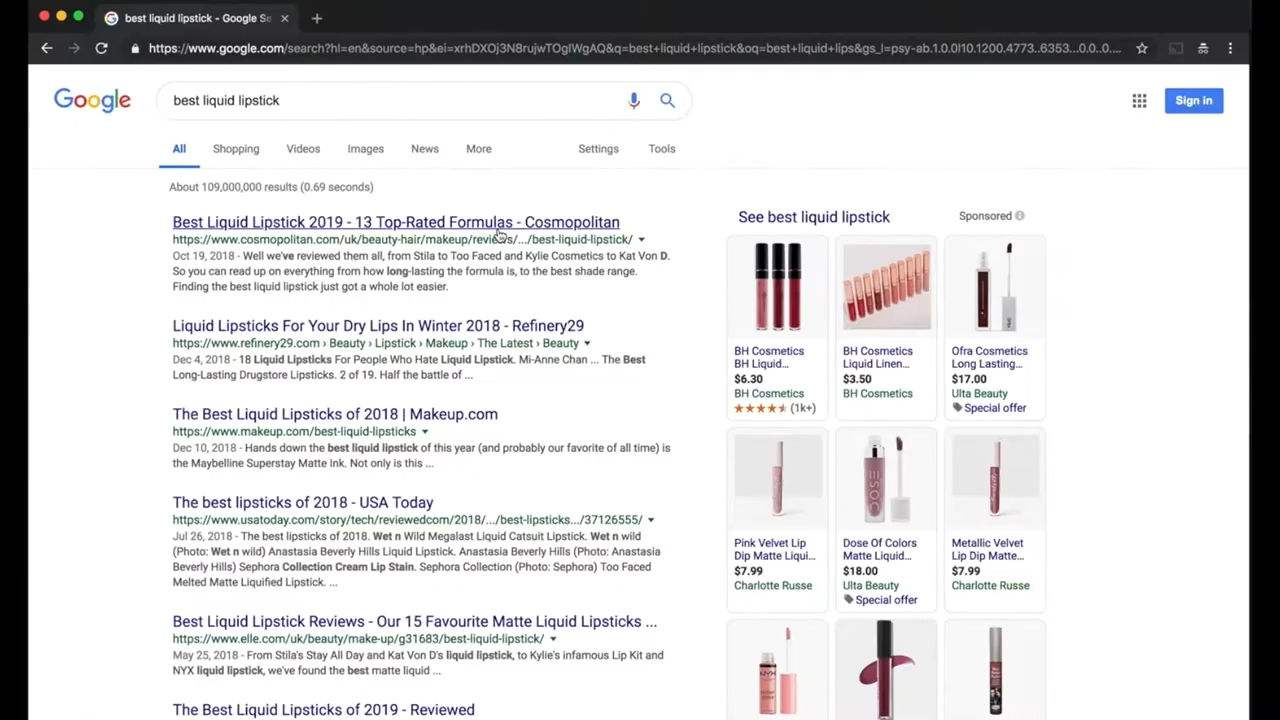 best liquid lipstick - Google Se
https://www.google.com/search?hl=en&source=hp&ei=xrhDXOj3N8rujwTOgIWgAQ&q=best+liquid+lipstick&oq=best+liquid+lips&gs_l=psy-ab.1.0.0l10.1200.4773..6353...0.0..0....
Google
best liquid lipstick
Sign in
All Shopping Videos Images News More Settings Tools
About 109,000,000 results (0.69 seconds)
Best Liquid Lipstick 2019 - 13 Top-Rated Formulas - Cosmopolitan
https://www.cosmopolitan.com/uk/beauty-hair/makeup/reviews/.../best-liquid-lipstick/
Oct 19, 2018 - Well we've reviewed them all, from Stila to Too Faced and Kylie Cosmetics to Kat Von D.
So you can read up on everything from how long-lasting the formula is, to the best shade range.
Finding the best liquid lipstick just got a whole lot easier.
Liquid Lipsticks For Your Dry Lips In Winter 2018 - Refinery29
https://www.refinery29.com › Beauty › Lipstick › Makeup › The Latest › Beauty
Dec 4, 2018 - 18 Liquid Lipsticks For People Who Hate Liquid Lipstick. Mi-Anne Chan ... The Best
Long-Lasting Drugstore Lipsticks. 2 of 19. Half the battle of ...
The Best Liquid Lipsticks of 2018 | Makeup.com
https://www.makeup.com/best-liquid-lipsticks
Dec 10, 2018 - Hands down the best liquid lipstick of this year (and probably our favorite of all time) is
the Maybelline Superstay Matte Ink. Not only is this ...
The best lipsticks of 2018 - USA Today
https://www.usatoday.com/story/tech/reviewedcom/2018/.../best-lipsticks.../37126555/
Jul 26, 2018 - The best lipsticks of 2018. Wet n Wild Megalast Liquid Catsuit Lipstick. Wet n wild
(Photo: Wet n wild) Anastasia Beverly Hills Liquid Lipstick. Anastasia Beverly Hills (Photo: Anastasia
Beverly Hills) Sephora Collection Cream Lip Stain. Sephora Collection (Photo: Sephora) Too Faced
Melted Matte Liquified Lipstick. ...
Best Liquid Lipstick Reviews - Our 15 Favourite Matte Liquid Lipsticks ...
https://www.elle.com/uk/beauty/make-up/g31683/best-liquid-lipstick/
May 25, 2018 - From Stila's Stay All Day and Kat Von D's liquid lipstick, to Kylie's infamous Lip Kit and
NYX liquid lipstick, we've found the best matte liquid ...
The Best Liquid Lipsticks of 2019 - Reviewed
See best liquid lipstick Sponsored
BH Cosmetics
BH Liquid...
$6.30
BH Cosmetics
(1k+)
BH Cosmetics
Liquid Linen...
$3.50
BH Cosmetics
Ofra Cosmetics
Long Lasting...
$17.00
Ulta Beauty
Special offer
DOSE
Pink Velvet Lip
Dip Matte Liqui...
$7.99
Charlotte Russe
Dose Of Colors
Matte Liquid...
$18.00
Ulta Beauty
Special offer
Metallic Velvet
Lip Dip Matte...
$7.99
Charlotte Russe
NYX